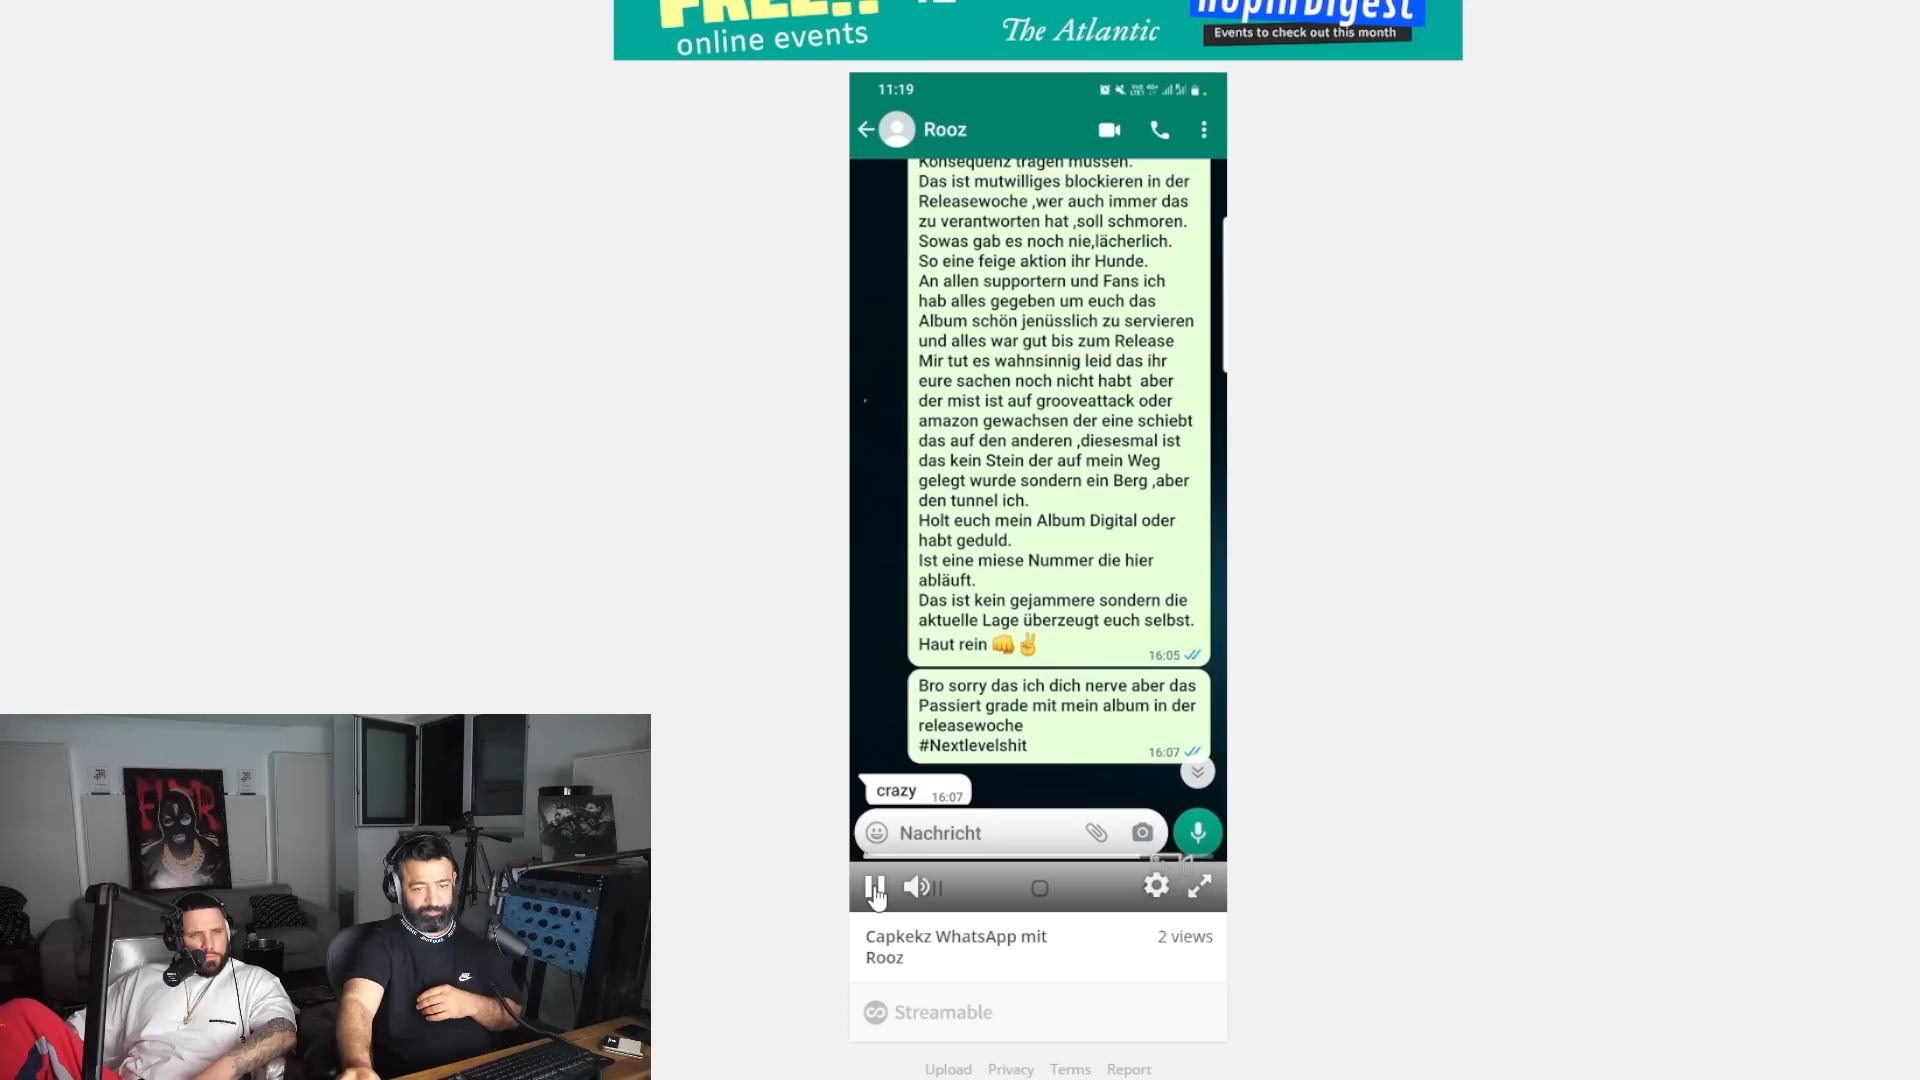 FREE!!
online events
The Atlantic
HopinDigest
Events to check out this month
11:19
Rooz
Konsequenz tragen müssen.
Das ist mutwilliges blockieren in der
Releasewoche ,wer auch immer das
zu verantworten hat ,soll schmoren.
Sowas gab es noch nie,lächerlich.
So eine feige aktion ihr Hunde.
An allen supportern und Fans ich
hab alles gegeben um euch das
Album schön jenüsslich zu servieren
und alles war gut bis zum Release
Mir tut es wahnsinnig leid das ihr
eure sachen noch nicht habt  aber
der mist ist auf grooveattack oder
amazon gewachsen der eine schiebt
das auf den anderen ,diesesmal ist
das kein Stein der auf mein Weg
gelegt wurde sondern ein Berg ,aber
den tunnel ich.
Holt euch mein Album Digital oder
habt geduld.
Ist eine miese Nummer die hier
abläuft.
Das ist kein gejammere sondern die
aktuelle Lage überzeugt euch selbst.
Haut rein 👊✌
16:05
Bro sorry das ich dich nerve aber das
Passiert grade mit mein album in der
releasewoche
#Nextlevelshit
16:07
crazy 16:07
Nachricht
Capkekz WhatsApp mit
Rooz
2 views
Streamable
Upload Privacy Terms Report